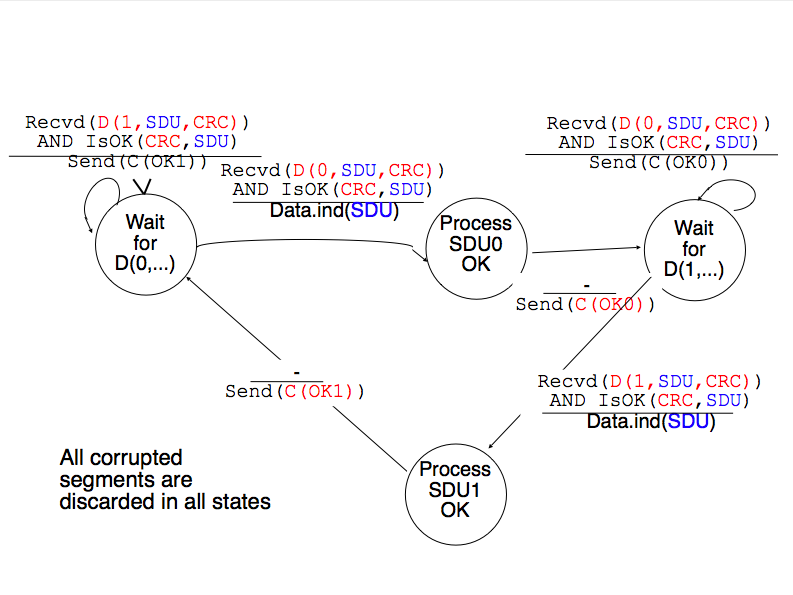 Recvd(D(1,SDU,CRC))
AND IsOK(CRC,SDU)
Send(C(OK1))
Recvd(D(0,SDU,CRC))
AND IsOK(CRC,SDU)
Data.ind(SDU)
Recvd(D(0,SDU,CRC))
AND IsOK(CRC,SDU)
Send(C(OK0))
Wait
for
D(0,...)
Process
SDU0
OK
Wait
for
D(1,...)
-
Send(C(OK0))
-
Send(C(OK1))
Recvd(D(1,SDU,CRC))
AND IsOK(CRC,SDU)
Data.ind(SDU)
All corrupted
segments are
discarded in all states
Process
SDU1
OK